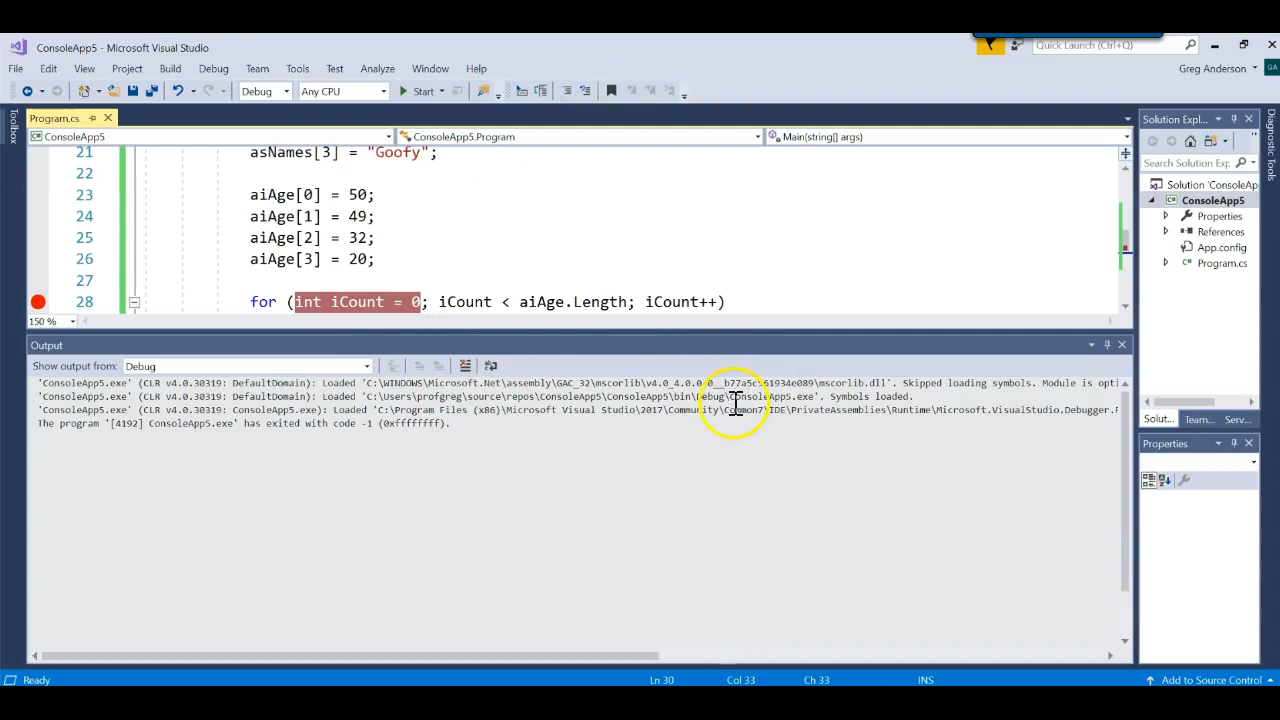 ConsoleApp5 - Microsoft Visual Studio
Quick Launch (Ctrl+Q)
File Edit View Project Build Debug Team Tools Test Analyze Window Help
Greg Anderson GA
Debug Any CPU Start
Toolbox
Program.cs
Solution Expl...
Diagnostic Tools
ConsoleApp5 ConsoleApp5.Program Main(string[] args)
21 asNames[3] = "Goofy";
22
23 aiAge[0] = 50;
24 aiAge[1] = 49;
25 aiAge[2] = 32;
26 aiAge[3] = 20;
27
28 for (int iCount = 0; iCount < aiAge.Length; iCount++)
150 %
Search Solution Exp
Solution 'ConsoleAp
ConsoleApp5
Properties
References
App.config
Program.cs
Output
Show output from: Debug
'ConsoleApp5.exe' (CLR v4.0.30319: DefaultDomain): Loaded 'C:\WINDOWS\Microsoft.Net\assembly\GAC_32\mscorlib\v4.0_4.0.0.0__b77a5c561934e089\mscorlib.dll'. Skipped loading symbols. Module is opti
'ConsoleApp5.exe' (CLR v4.0.30319: DefaultDomain): Loaded 'C:\Users\profgreg\source\repos\ConsoleApp5\ConsoleApp5\bin\Debug\ConsoleApp5.exe'. Symbols loaded.
'ConsoleApp5.exe' (CLR v4.0.30319: ConsoleApp5.exe): Loaded 'C:\Program Files (x86)\Microsoft Visual Studio\2017\Community\Common7\IDE\PrivateAssemblies\Runtime\Microsoft.VisualStudio.Debugger.R
The program '[4192] ConsoleApp5.exe' has exited with code -1 (0xffffffff).
Solut... Team... Serv...
Properties
Ready Ln 30 Col 33 Ch 33 INS Add to Source Control